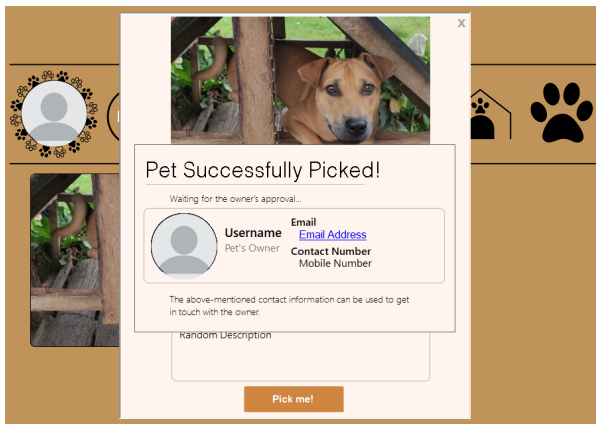 x
Pet Successfully Picked!
Waiting for the owner's approval...
Username
Pet's Owner
Email
Email Address
Contact Number
Mobile Number
The above-mentioned contact information can be used to get
in touch with the owner.
Random Description
Pick me!